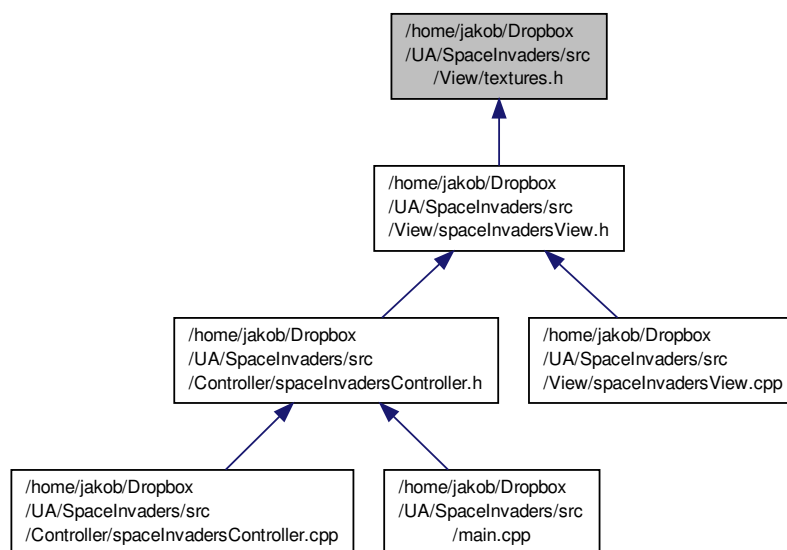 /home/jakob/Dropbox
/UA/SpaceInvaders/src
/View/textures.h
/home/jakob/Dropbox
/UA/SpaceInvaders/src
/View/spaceInvadersView.h
/home/jakob/Dropbox
/UA/SpaceInvaders/src
/Controller/spaceInvadersController.h
/home/jakob/Dropbox
/UA/SpaceInvaders/src
/View/spaceInvadersView.cpp
/home/jakob/Dropbox
/UA/SpaceInvaders/src
/Controller/spaceInvadersController.cpp
/home/jakob/Dropbox
/UA/SpaceInvaders/src
/main.cpp